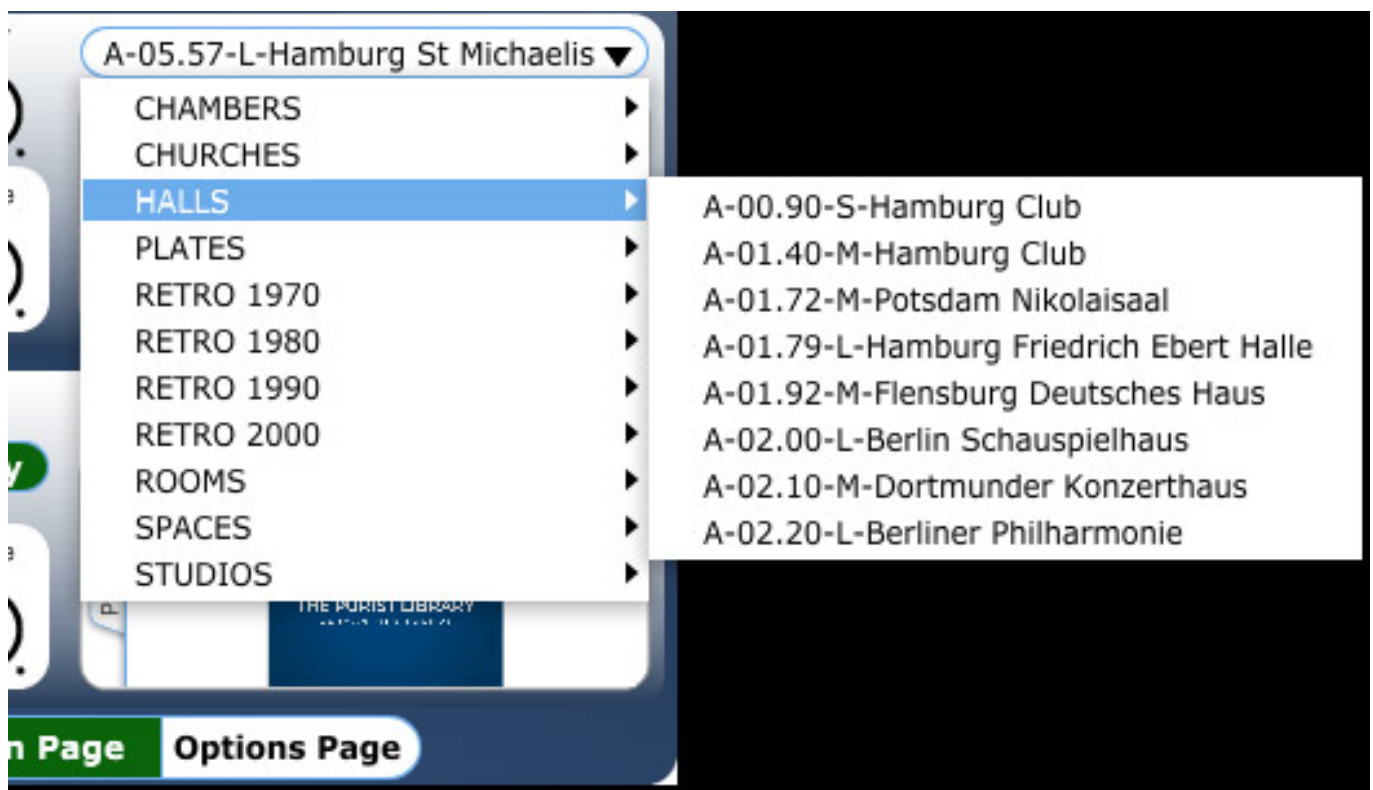 A-05.57-L-Hamburg St Michaelis
CHAMBERS
CHURCHES
HALLS
PLATES
RETRO 1970
RETRO 1980
RETRO 1990
RETRO 2000
ROOMS
SPACES
STUDIOS
A-00.90-S-Hamburg Club
A-01.40-M-Hamburg Club
A-01.72-M-Potsdam Nikolaisaal
A-01.79-L-Hamburg Friedrich Ebert Halle
A-01.92-M-Flensburg Deutsches Haus
A-02.00-L-Berlin Schauspielhaus
A-02.10-M-Dortmunder Konzerthaus
A-02.20-L-Berliner Philharmonie
e
y
e
P
THE PURIST LIBRARY
n Page
Options Page